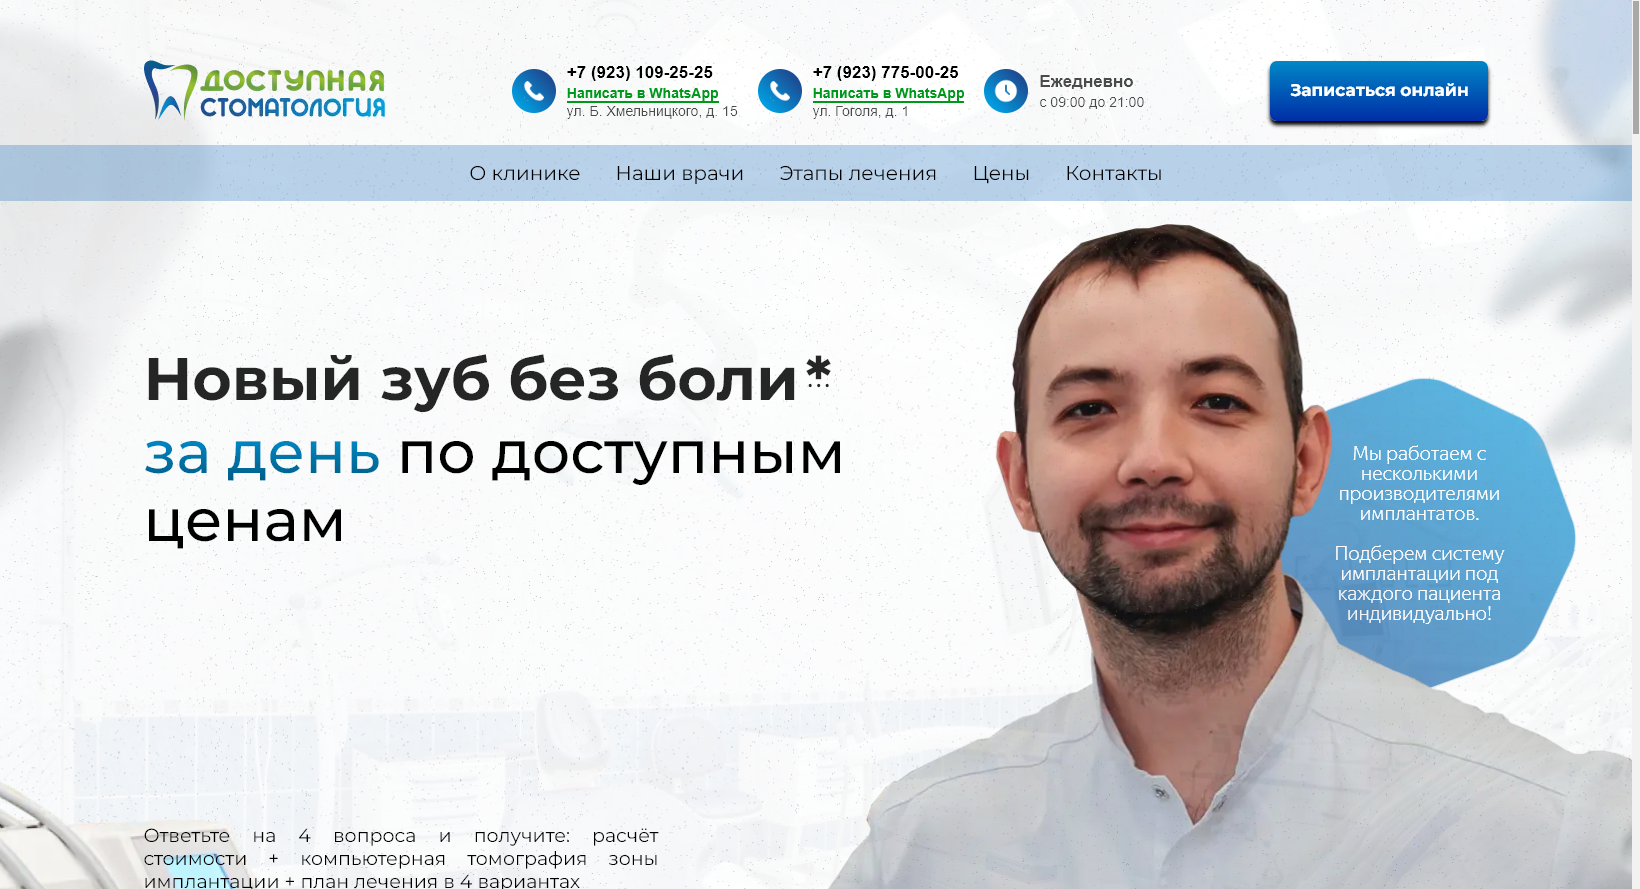 ДОСТУПНАЯ
СТОМАТОЛОГИЯ
+7 (923) 109-25-25
Написать в WhatsApp
ул. Б. Хмельницкого, д. 15
+7 (923) 775-00-25
Написать в WhatsApp
ул. Гоголя, д. 1
Ежедневно
с 09:00 до 21:00
Записаться онлайн
О клинике Наши врачи Этапы лечения Цены Контакты
Новый зуб без боли*
за день по доступным
ценам
Мы работаем с
несколькими
производителями
имплантатов.
Подберем систему
имплантации под
каждого пациента
индивидуально!
Ответьте на 4 вопроса и получите: расчёт
стоимости + компьютерная томография зоны
имплантации + план лечения в 4 вариантах